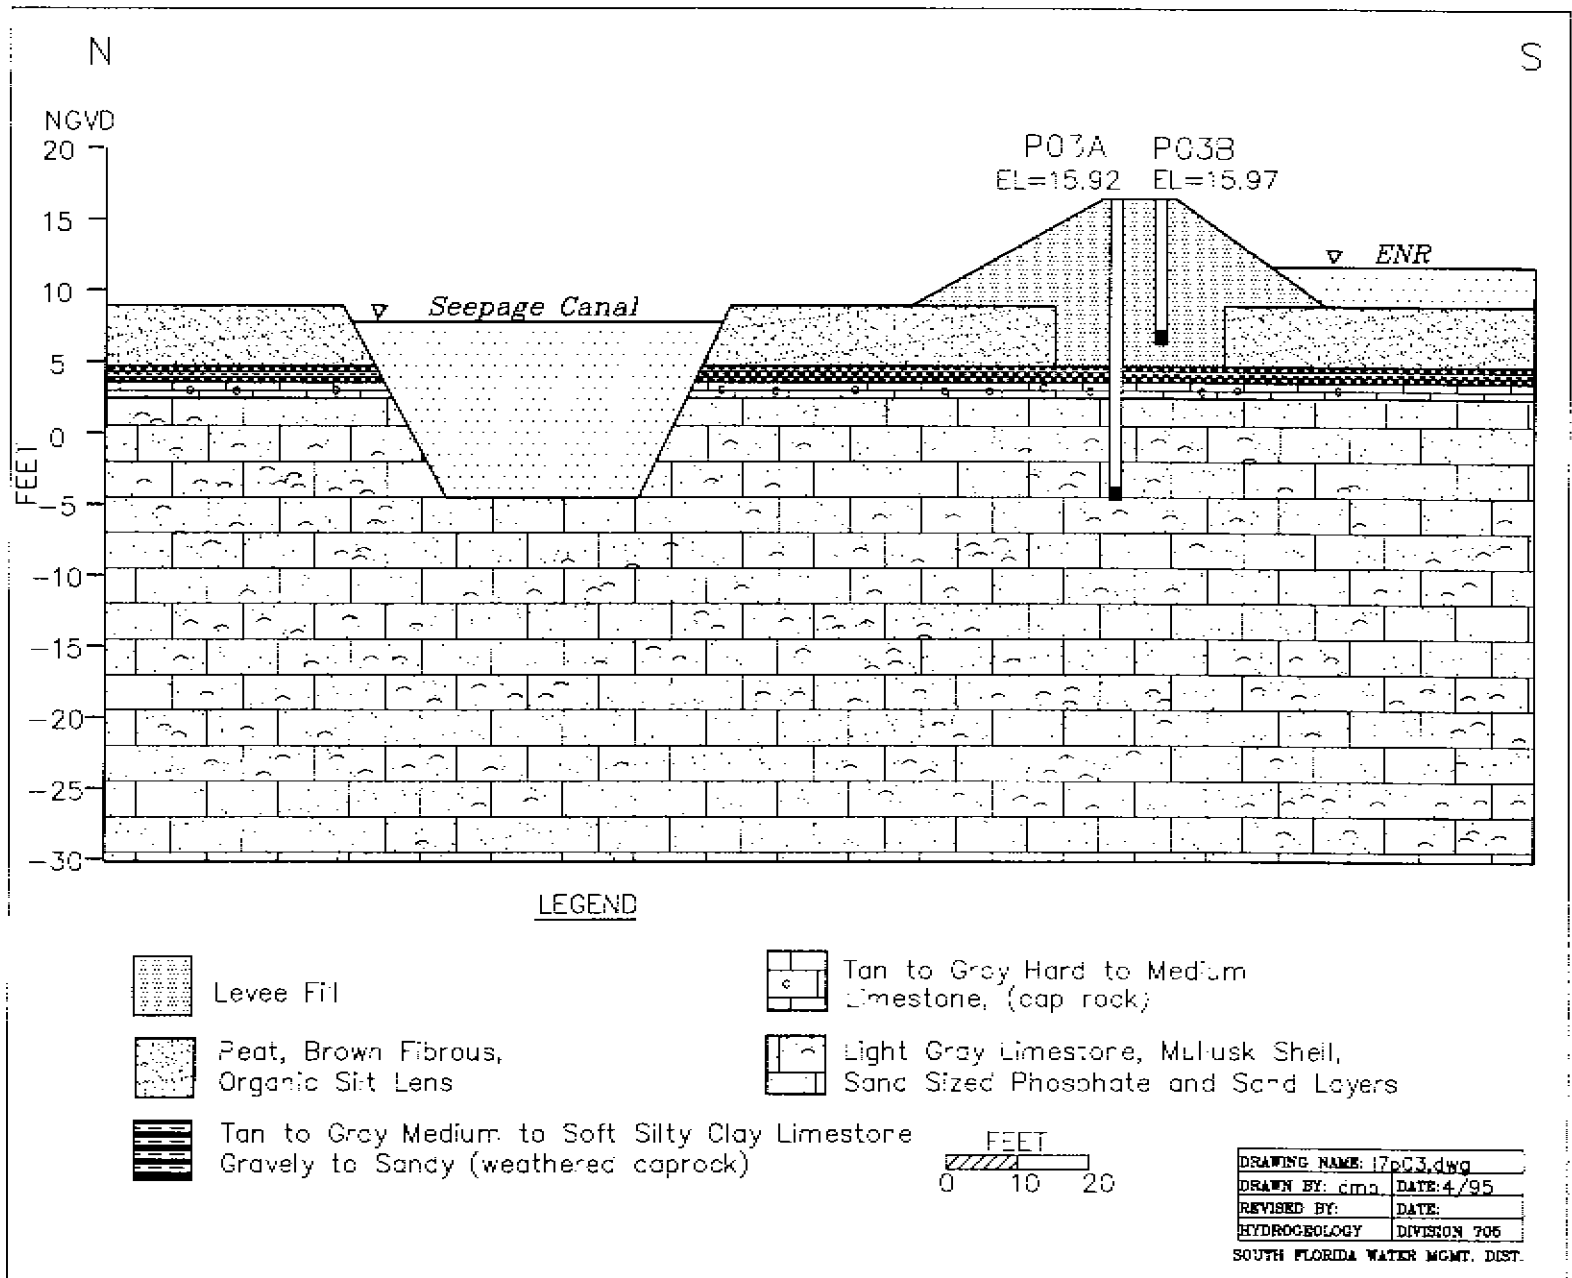 N
S
NGVD
20
15
10
5
0
-5
-10
-15
-20
-25
-30
FEET
P03A P03B
EL=15.92 EL=15.97
ENR
Seepage Canal
LEGEND
Levee Fill
Peat, Brown Fibrous,
Organic Silt Lens
Tan to Gray Medium to Soft Silty Clay Limestone
Gravely to Sandy (weathered caprock)
Tan to Gray Hard to Medium
Limestone, (cap rock)
Light Gray Limestone, Mollusk Shell,
Sand Sized Phosphate and Sand Layers
FEET
0 10 20
DRAWING NAME: 17p03.dwg
DRAWN BY: DATE: 4/95
REVISED BY: DATE:
HYDROGEOLOGY DIVISION 705
SOUTH FLORIDA WATER MGMT. DIST.